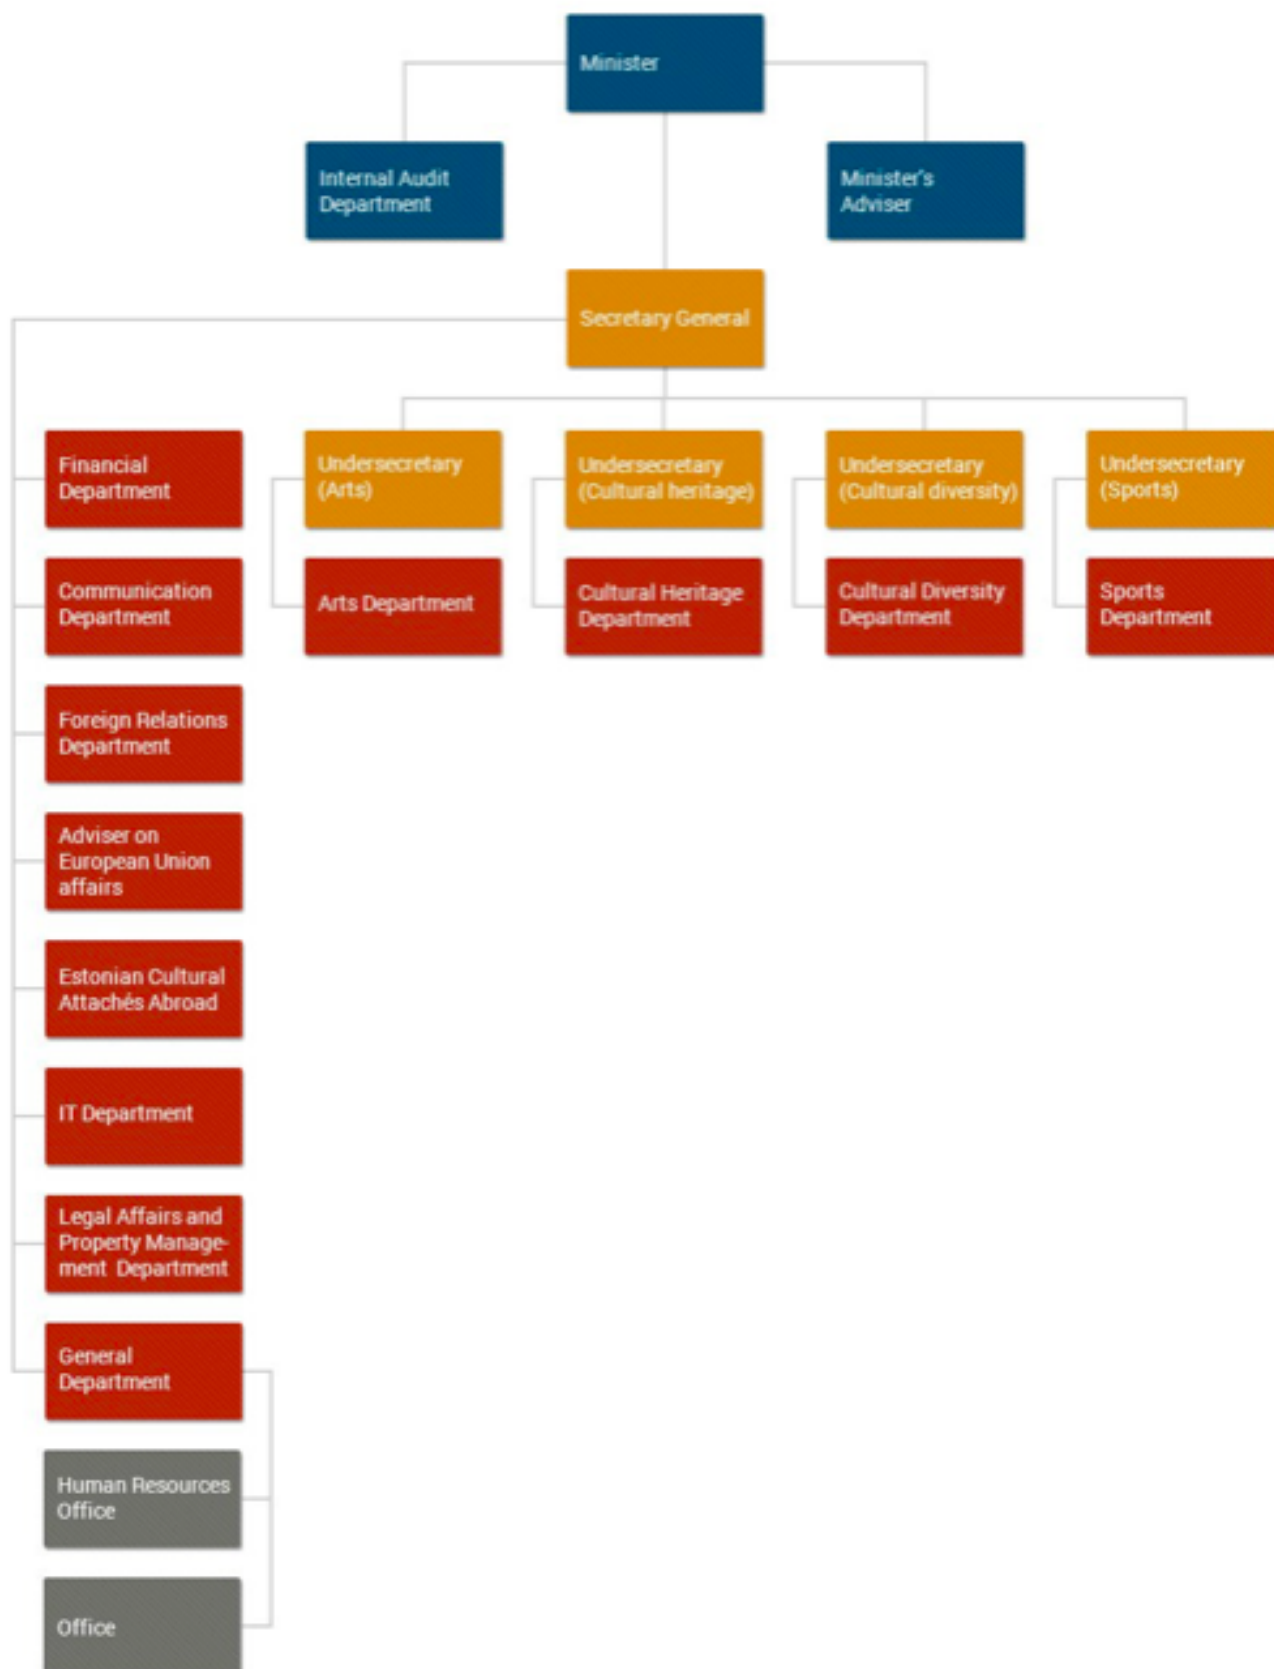 Minister
Internal Audit
Department
Minister's
Adviser
Secretary General
Financial
Department
Undersecretary
(Arts)
Undersecretary
(Cultural heritage)
Undersecretary
(Cultural diversity)
Undersecretary
(Sports)
Communication
Department
Arts Department
Cultural Heritage
Department
Cultural Diversity
Department
Sports
Department
Foreign Relations
Department
Adviser on
European Union
affairs
Estonian Cultural
Attachés Abroad
IT Department
Legal Affairs and
Property Manage-
ment Department
General
Department
Human Resources
Office
Office